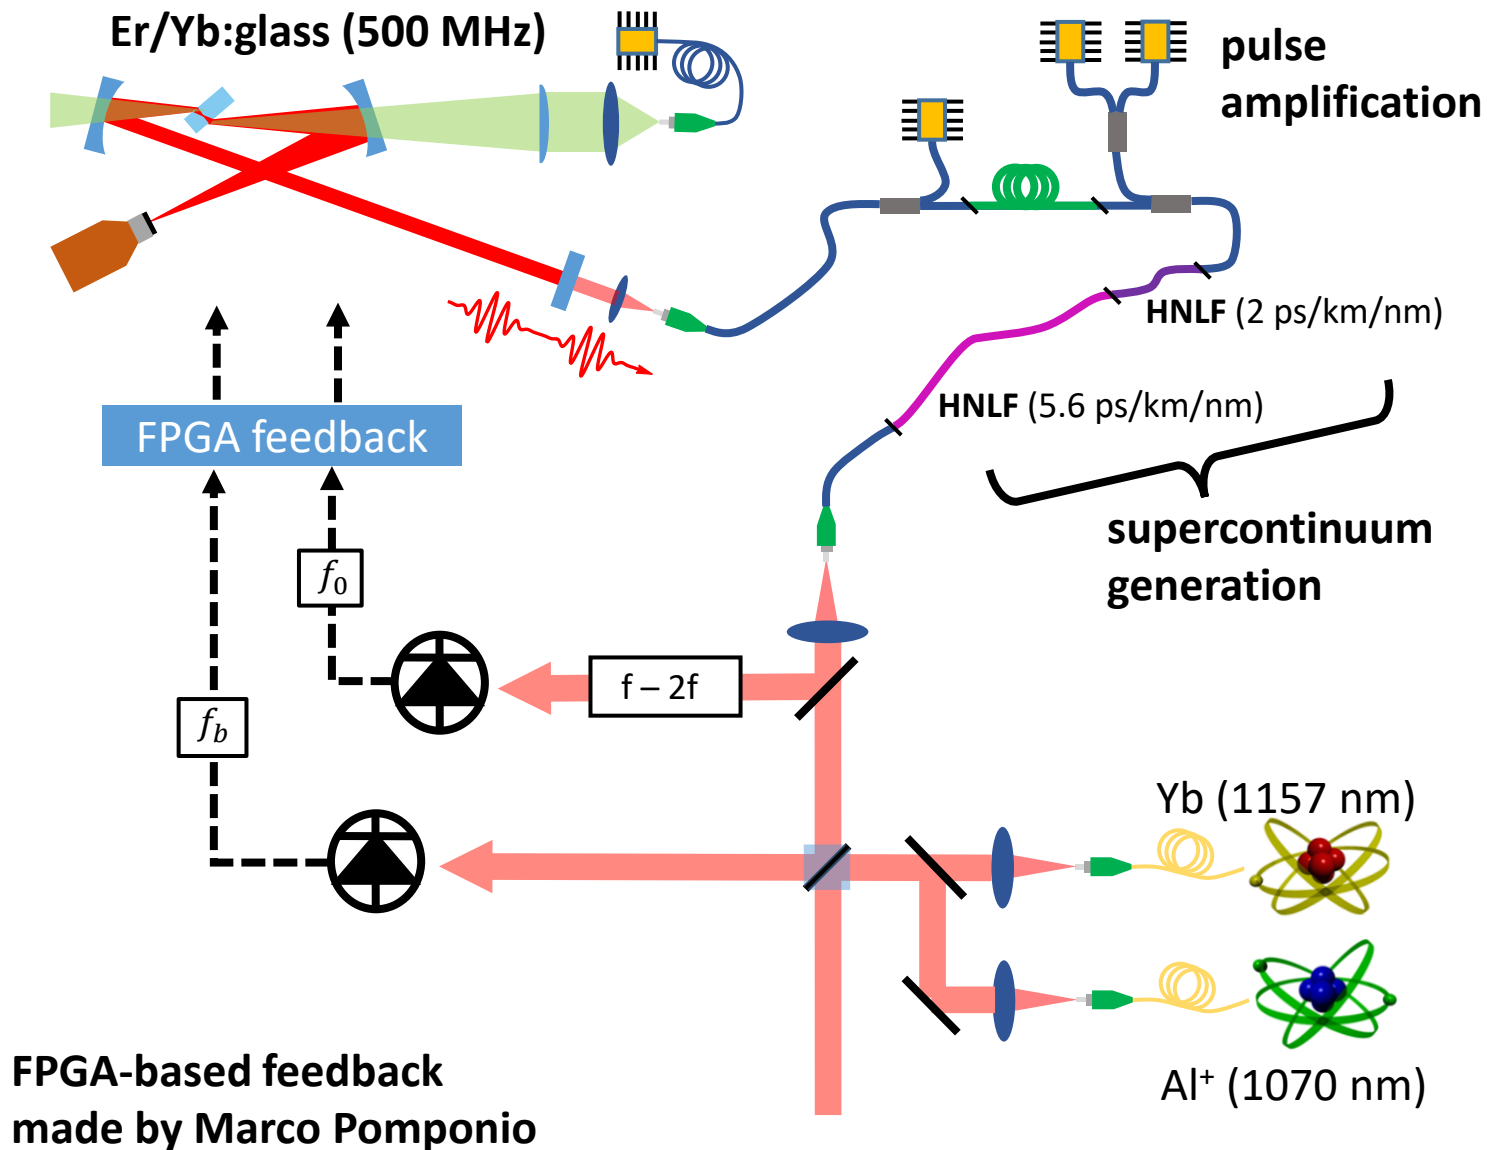 Er/Yb:glass (500 MHz)
pulse
amplification
HNLF (2 ps/km/nm)
HNLF (5.6 ps/km/nm)
FPGA feedback
supercontinuum
generation
f₀
f – 2f
f_b
Yb (1157 nm)
Al⁺ (1070 nm)
FPGA-based feedback
made by Marco Pomponio